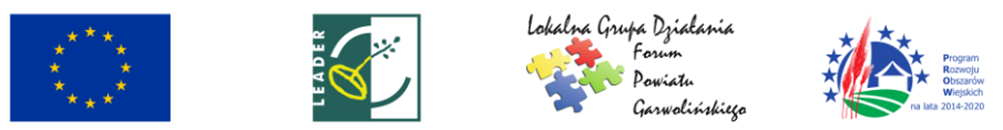 LEADER
Lokalna Grupa Działania
Forum
Powiatu
Garwolińskiego
Program
Rozwoju
Obszarów
Wiejskich
na lata 2014-2020